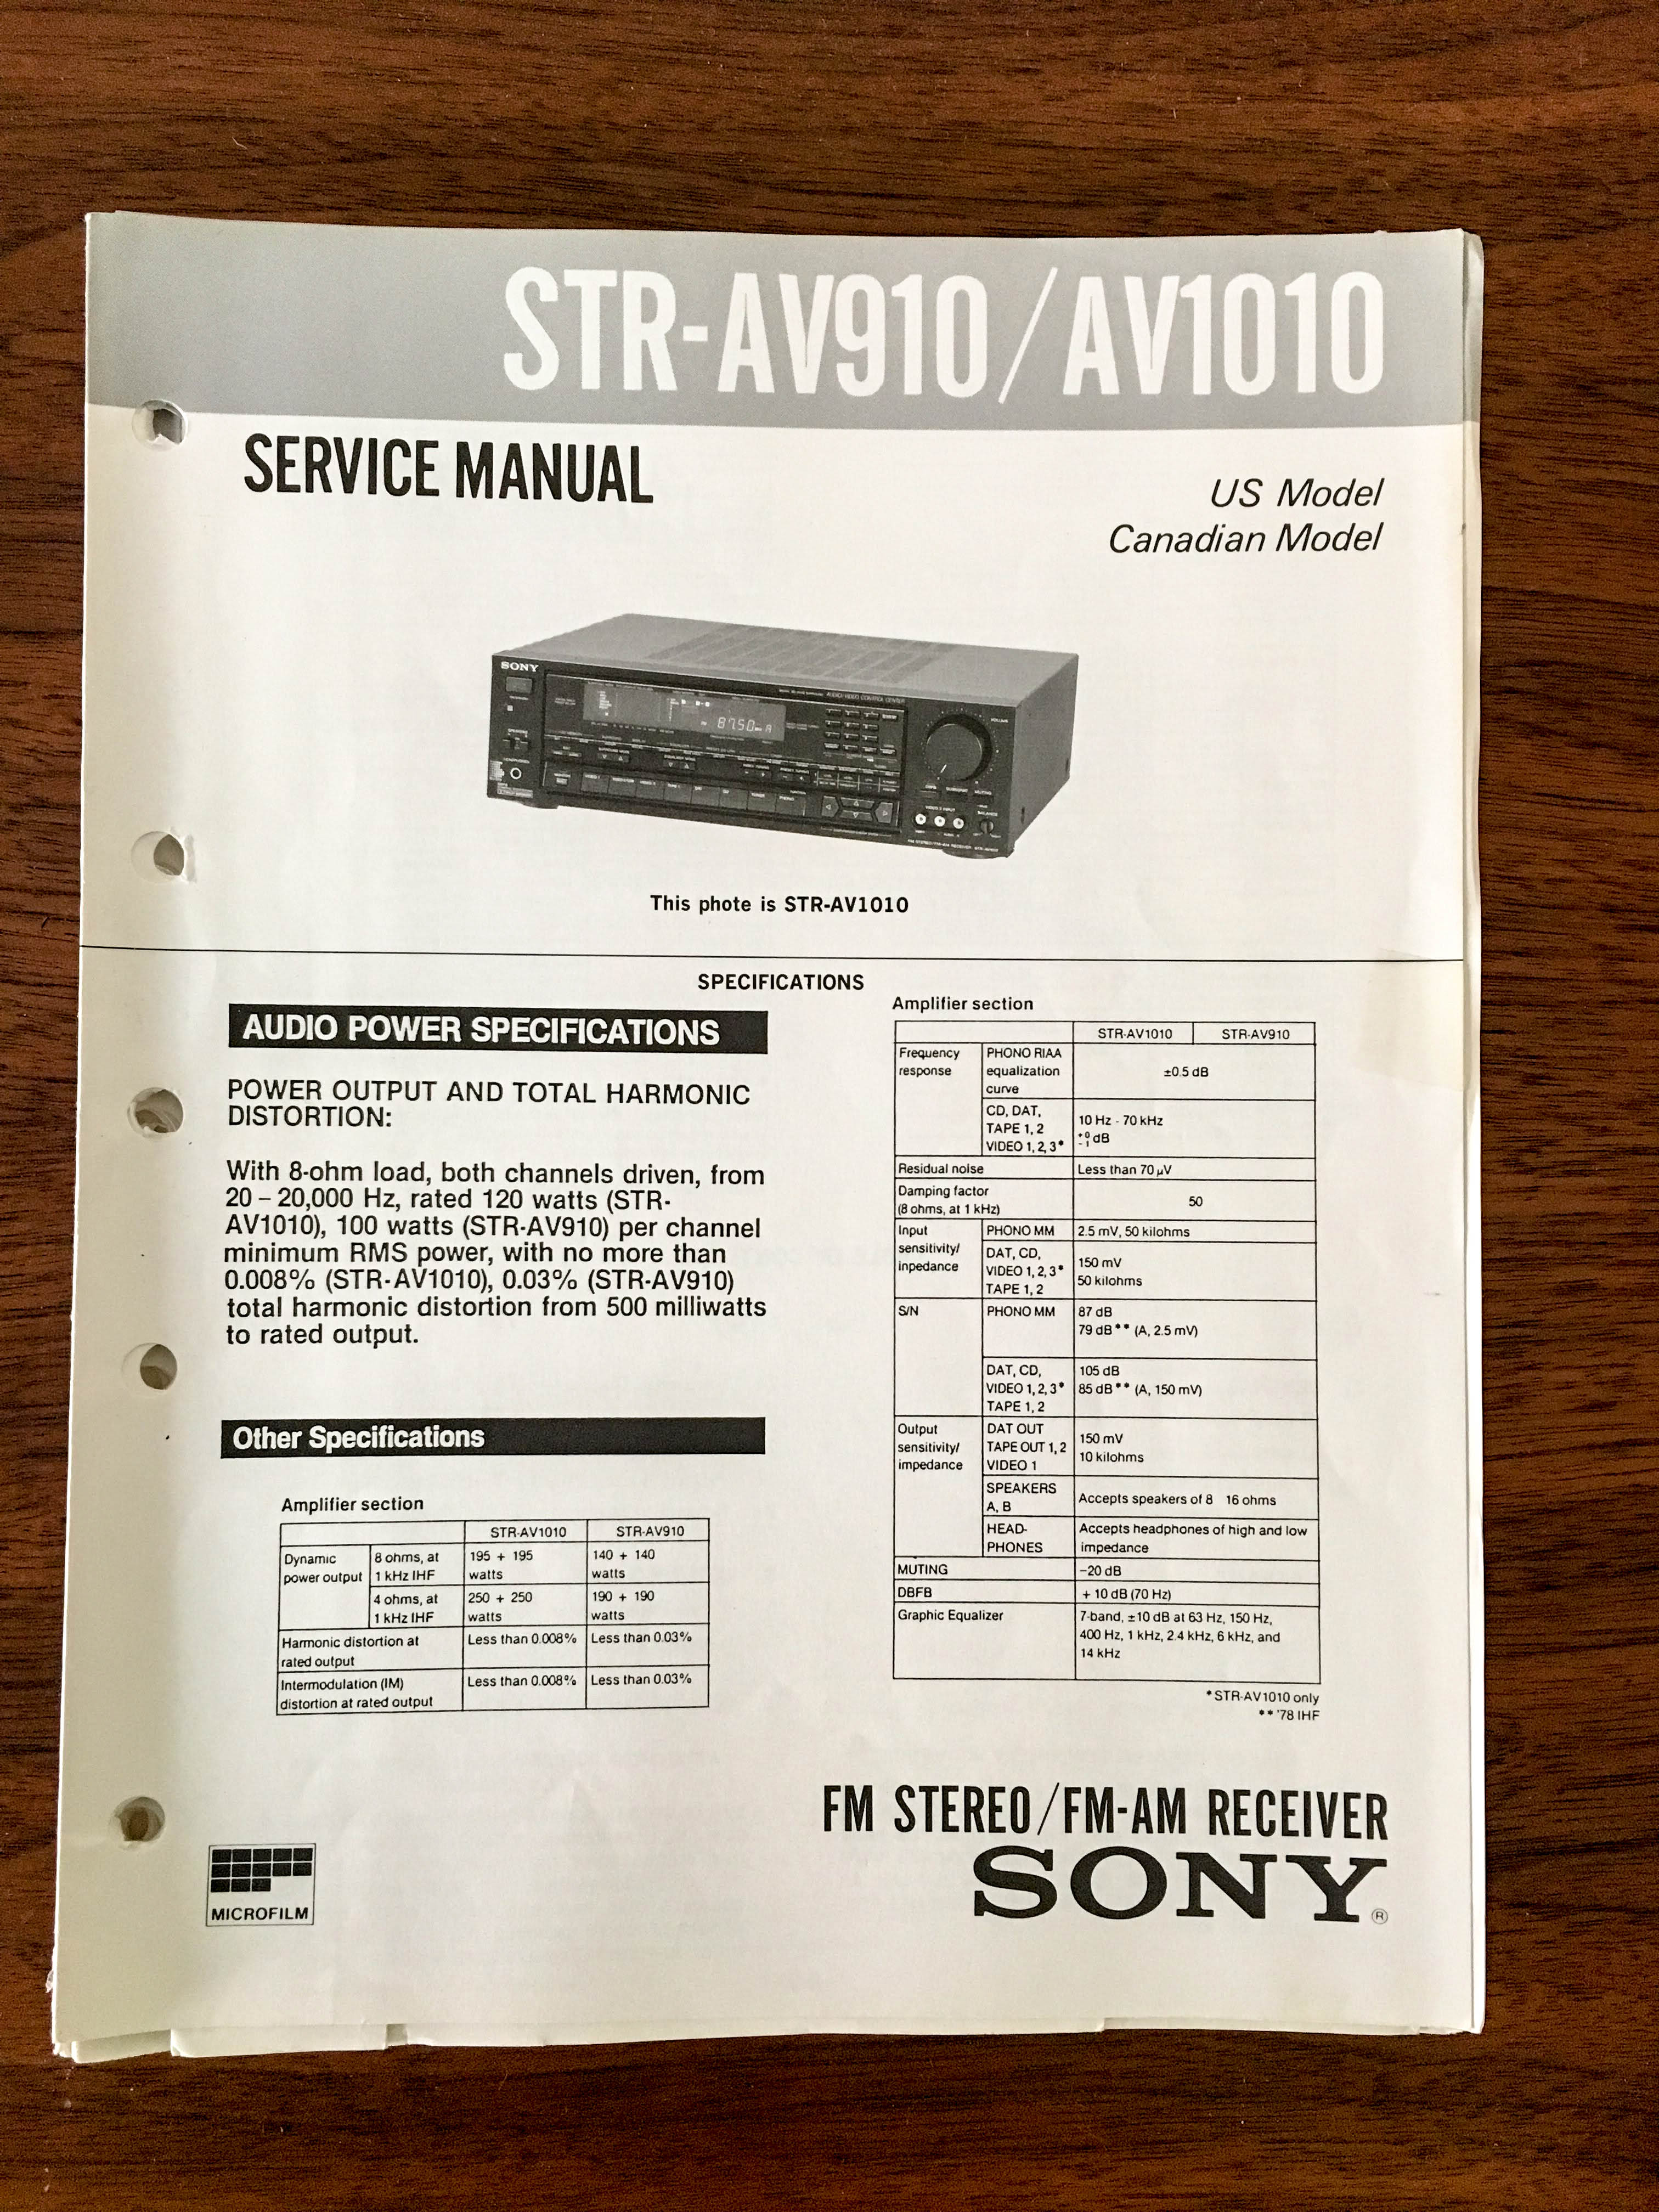 STR-AV910/AV1010
SERVICE MANUAL
US Model
Canadian Model
SONY
AUDIO/VIDEO CONTROL CENTER
87.50
VOLUME
This phote is STR-AV1010
SPECIFICATIONS
AUDIO POWER SPECIFICATIONS
POWER OUTPUT AND TOTAL HARMONIC
DISTORTION:
With 8-ohm load, both channels driven, from
20 – 20,000 Hz, rated 120 watts (STR-
AV1010), 100 watts (STR-AV910) per channel
minimum RMS power, with no more than
0.008% (STR-AV1010), 0.03% (STR-AV910)
total harmonic distortion from 500 milliwatts
to rated output.
Other Specifications
Amplifier section
STR-AV1010 STR-AV910
Dynamic power output 8 ohms, at 1 kHz IHF 195 + 195 watts 140 + 140 watts
4 ohms, at 1 kHz IHF 250 + 250 watts 190 + 190 watts
Harmonic distortion at rated output Less than 0.008% Less than 0.03%
Intermodulation (IM) distortion at rated output Less than 0.008% Less than 0.03%
Amplifier section
STR-AV1010 STR-AV910
Frequency response PHONO RIAA equalization curve ±0.5 dB
CD, DAT, TAPE 1, 2 VIDEO 1, 2, 3* 10 Hz - 70 kHz +0 -1 dB
Residual noise Less than 70 µV
Damping factor (8 ohms, at 1 kHz) 50
Input sensitivity/ inpedance PHONO MM 2.5 mV, 50 kilohms
DAT, CD, VIDEO 1, 2, 3* TAPE 1, 2 150 mV 50 kilohms
S/N PHONO MM 87 dB 79 dB** (A, 2.5 mV)
DAT, CD, VIDEO 1, 2, 3* TAPE 1, 2 105 dB 85 dB** (A, 150 mV)
Output sensitivity/ impedance DAT OUT TAPE OUT 1, 2 VIDEO 1 150 mV 10 kilohms
SPEAKERS A, B Accepts speakers of 8 16 ohms
HEAD- PHONES Accepts headphones of high and low impedance
MUTING -20 dB
DBFB + 10 dB (70 Hz)
Graphic Equalizer 7-band, ±10 dB at 63 Hz, 150 Hz, 400 Hz, 1 kHz, 2.4 kHz, 6 kHz, and 14 kHz
*STR-AV1010 only
**'78 IHF
FM STEREO/FM-AM RECEIVER
SONY®
MICROFILM